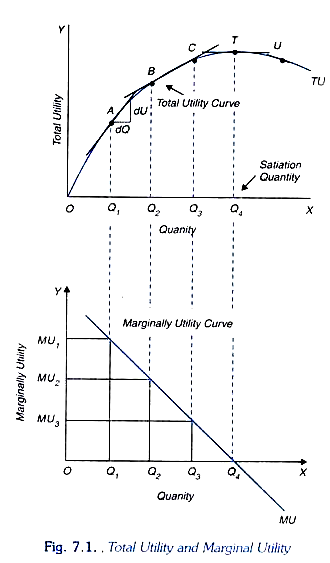 Y
C T U
B
TU
A
dU
Total Utility Curve
dQ
Total Utility
Satiation
Quantity
O Q1 Q2 Q3 Q4 X
Quanity
Y
Marginally Utility Curve
MU1
MU2
MU3
Marginally Utility
O Q1 Q2 Q3 Q4 X
Quanity
MU
Fig. 7.1. , Total Utility and Marginal Utility